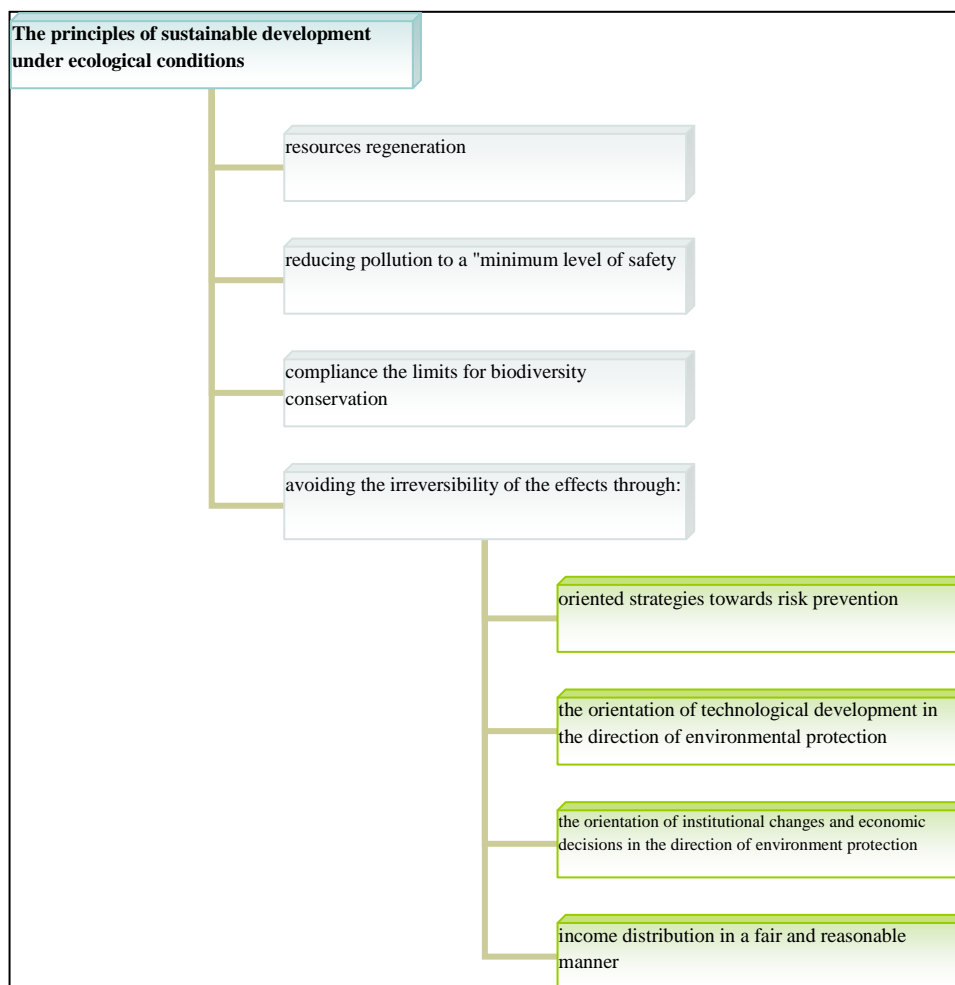 The principles of sustainable development
under ecological conditions
resources regeneration
reducing pollution to a "minimum level of safety
compliance the limits for biodiversity
conservation
avoiding the irreversibility of the effects through:
oriented strategies towards risk prevention
the orientation of technological development in
the direction of environmental protection
the orientation of institutional changes and economic
decisions in the direction of environment protection
income distribution in a fair and reasonable
manner